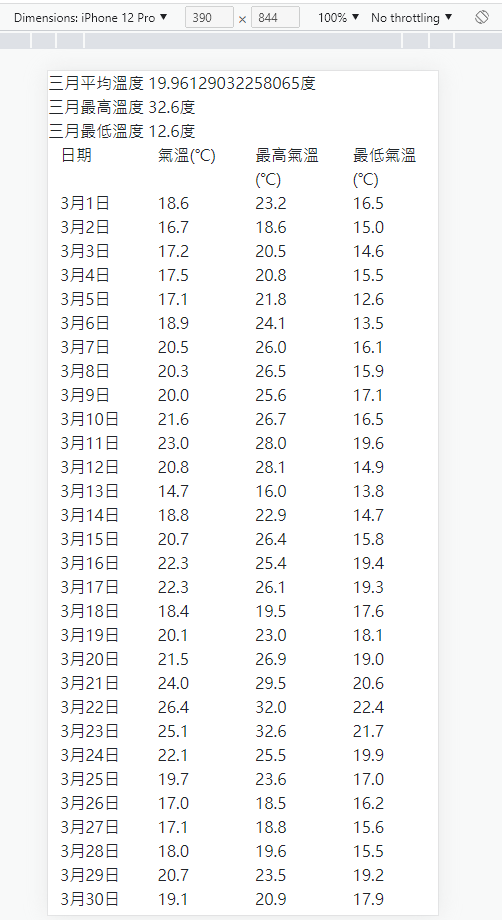 Dimensions: iPhone 12 Pro ▼ 390 × 844 100% ▼ No throttling ▼
三月平均溫度 19.96129032258065度
三月最高溫度 32.6度
三月最低溫度 12.6度
日期 氣溫(℃) 最高氣溫 最低氣溫
(℃) (℃)
3月1日 18.6 23.2 16.5
3月2日 16.7 18.6 15.0
3月3日 17.2 20.5 14.6
3月4日 17.5 20.8 15.5
3月5日 17.1 21.8 12.6
3月6日 18.9 24.1 13.5
3月7日 20.5 26.0 16.1
3月8日 20.3 26.5 15.9
3月9日 20.0 25.6 17.1
3月10日 21.6 26.7 16.5
3月11日 23.0 28.0 19.6
3月12日 20.8 28.1 14.9
3月13日 14.7 16.0 13.8
3月14日 18.8 22.9 14.7
3月15日 20.7 26.4 15.8
3月16日 22.3 25.4 19.4
3月17日 22.3 26.1 19.3
3月18日 18.4 19.5 17.6
3月19日 20.1 23.0 18.1
3月20日 21.5 26.9 19.0
3月21日 24.0 29.5 20.6
3月22日 26.4 32.0 22.4
3月23日 25.1 32.6 21.7
3月24日 22.1 25.5 19.9
3月25日 19.7 23.6 17.0
3月26日 17.0 18.5 16.2
3月27日 17.1 18.8 15.6
3月28日 18.0 19.6 15.5
3月29日 20.7 23.5 19.2
3月30日 19.1 20.9 17.9